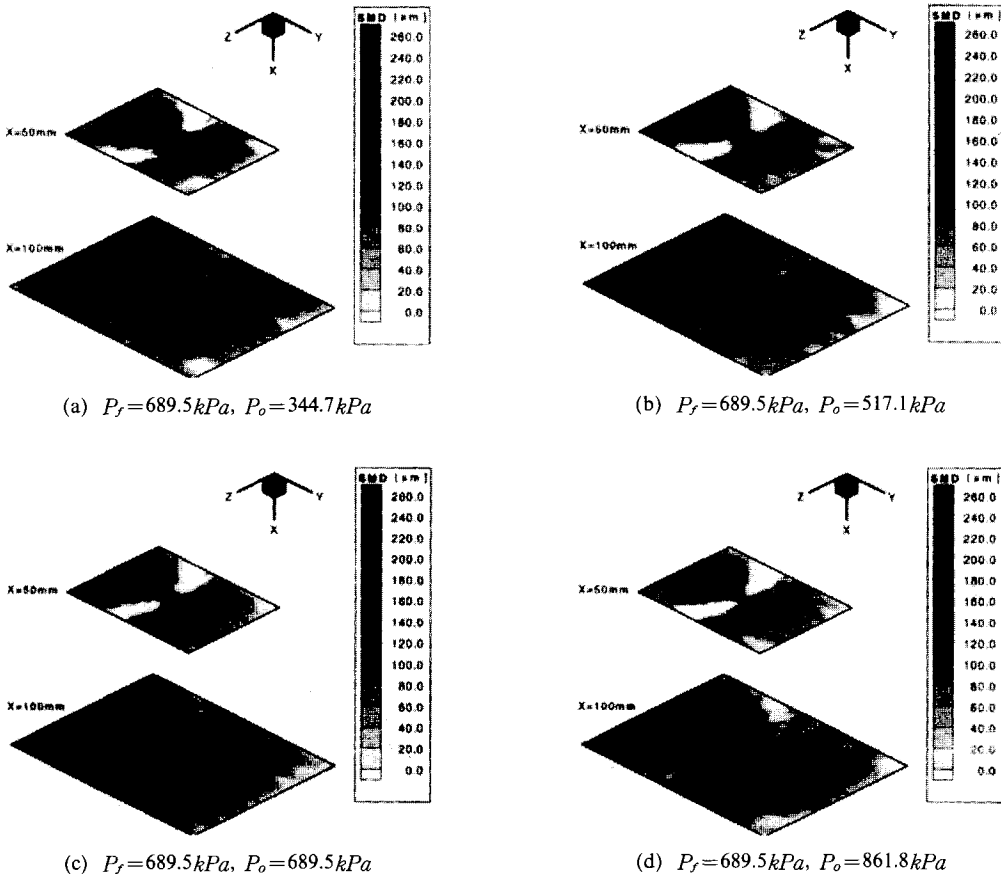 SMD [μm]
Z Y
X
260.0
240.0
220.0
200.0
180.0
160.0
140.0
120.0
100.0
80.0
60.0
40.0
20.0
0.0
X=50mm
X=100mm
(a) P_f=689.5kPa, P_o=344.7kPa
SMD [μm]
Z Y
X
260.0
240.0
220.0
200.0
180.0
160.0
140.0
120.0
100.0
80.0
60.0
40.0
20.0
0.0
X=50mm
X=100mm
(b) P_f=689.5kPa, P_o=517.1kPa
SMD [μm]
Z Y
X
260.0
240.0
220.0
200.0
180.0
160.0
140.0
120.0
100.0
80.0
60.0
40.0
20.0
0.0
X=50mm
X=100mm
(c) P_f=689.5kPa, P_o=689.5kPa
SMD [μm]
Z Y
X
260.0
240.0
220.0
200.0
180.0
160.0
140.0
120.0
100.0
80.0
60.0
40.0
20.0
0.0
X=50mm
X=100mm
(d) P_f=689.5kPa, P_o=861.8kPa